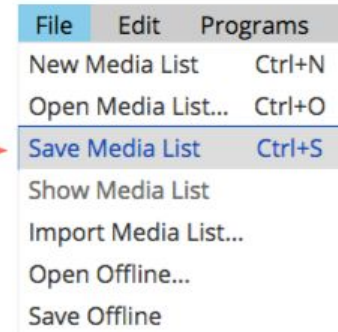 File Edit Programs
New Media List Ctrl+N
Open Media List... Ctrl+O
Save Media List Ctrl+S
Show Media List
Import Media List...
Open Offline...
Save Offline